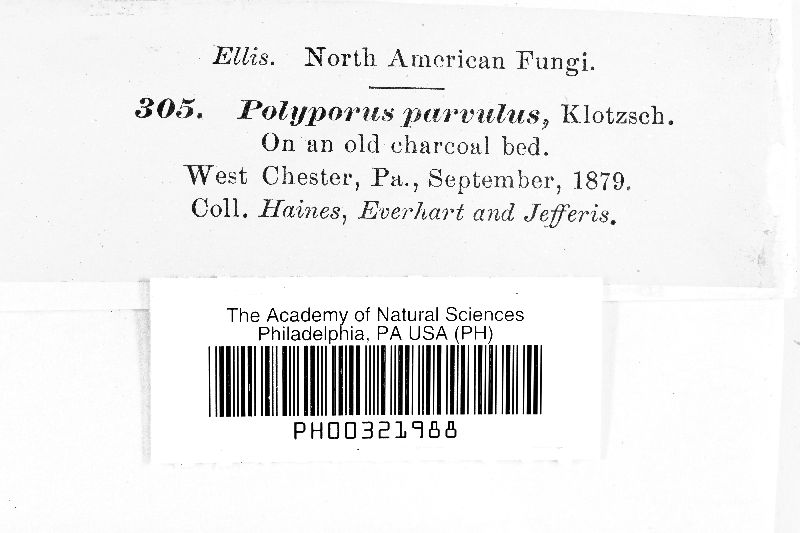 Ellis. North American Fungi.
305. Polyporus parvulus, Klotzsch.
On an old charcoal bed.
West Chester, Pa., September, 1879.
Coll. Haines, Everhart and Jefferis.
The Academy of Natural Sciences
Philadelphia, PA USA (PH)
PH00321988